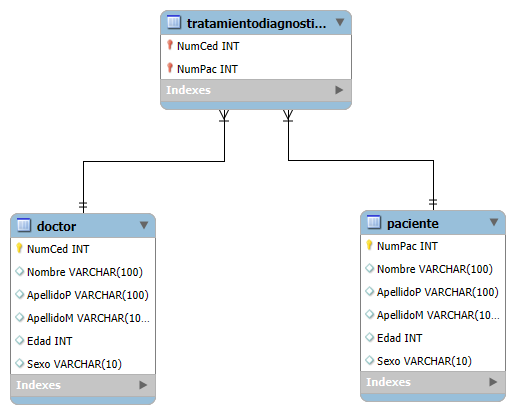 tratamientodiagnosti...
NumCed INT
NumPac INT
Indexes
doctor
NumCed INT
Nombre VARCHAR(100)
ApellidoP VARCHAR(100)
ApellidoM VARCHAR(10...
Edad INT
Sexo VARCHAR(10)
Indexes
paciente
NumPac INT
Nombre VARCHAR(100)
ApellidoP VARCHAR(100)
ApellidoM VARCHAR(10...
Edad INT
Sexo VARCHAR(10)
Indexes